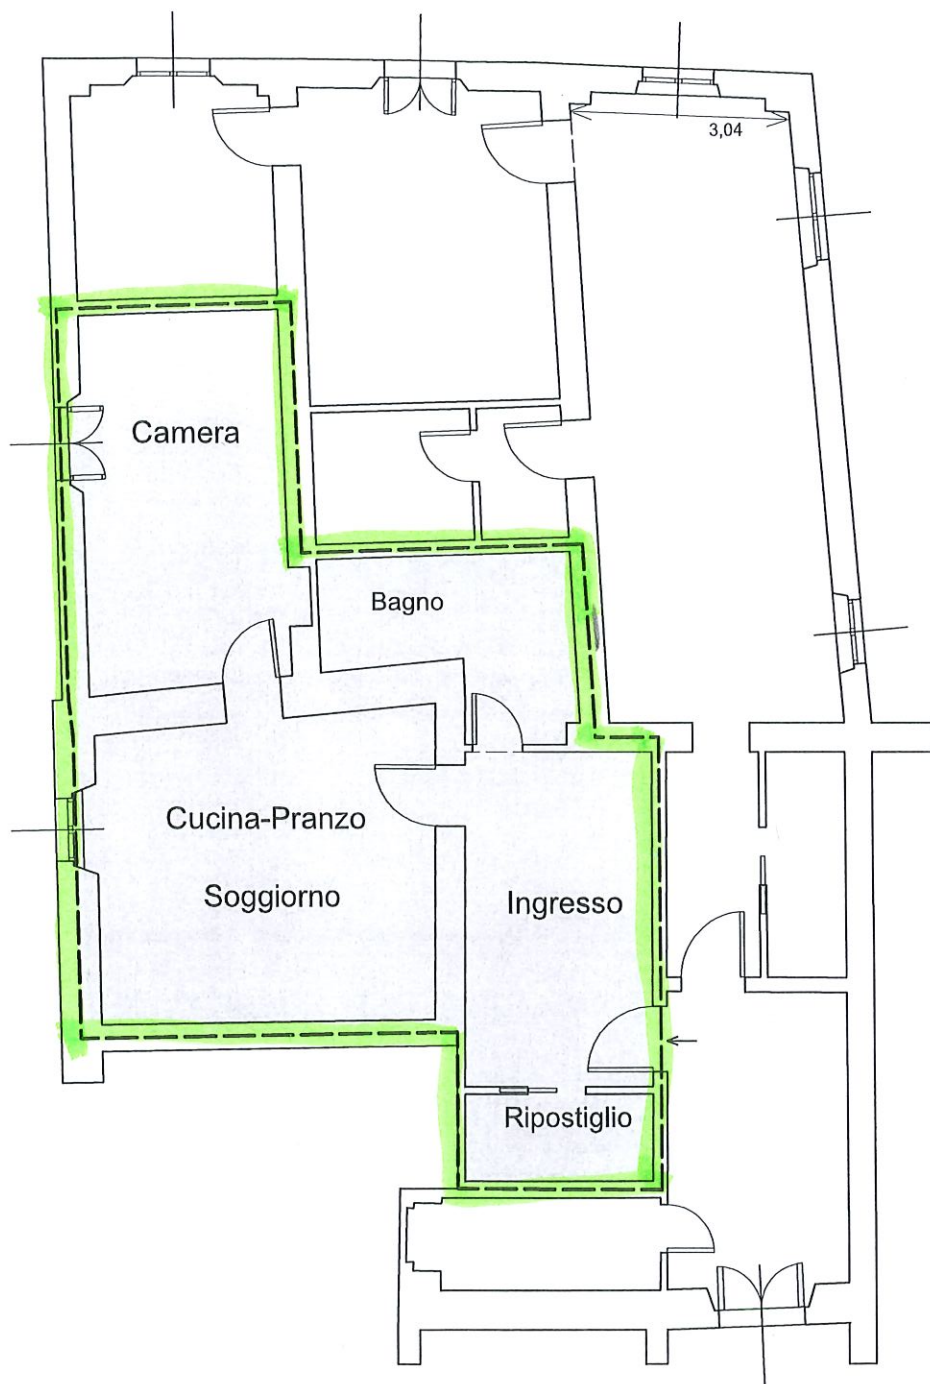 3,04
Camera
Bagno
Cucina-Pranzo
Soggiorno
Ingresso
Ripostiglio